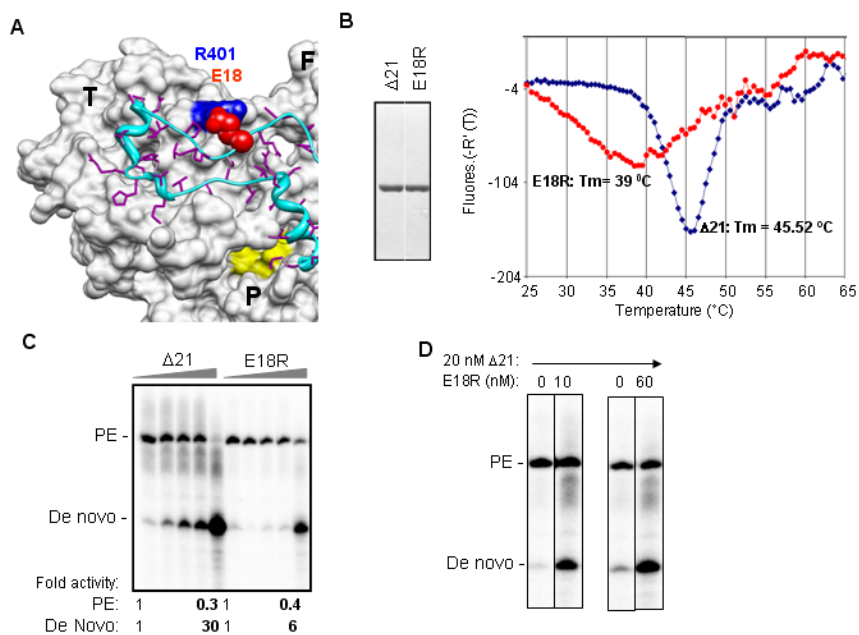 A
R401
E18
T
F
P
B
Δ21
E18R
Fluores.(-R' (T))
-4
-104
-204
E18R: Tm= 39 ⁰C
Δ21: Tm = 45.52 ºC
25 30 35 40 45 50 55 60 65
Temperature (°C)
C
Δ21 E18R
PE -
De novo -
Fold activity:
PE: 1 0.3 1 0.4
De Novo: 1 30 1 6
D
20 nM Δ21:
E18R (nM): 0 10 0 60
PE -
De novo -